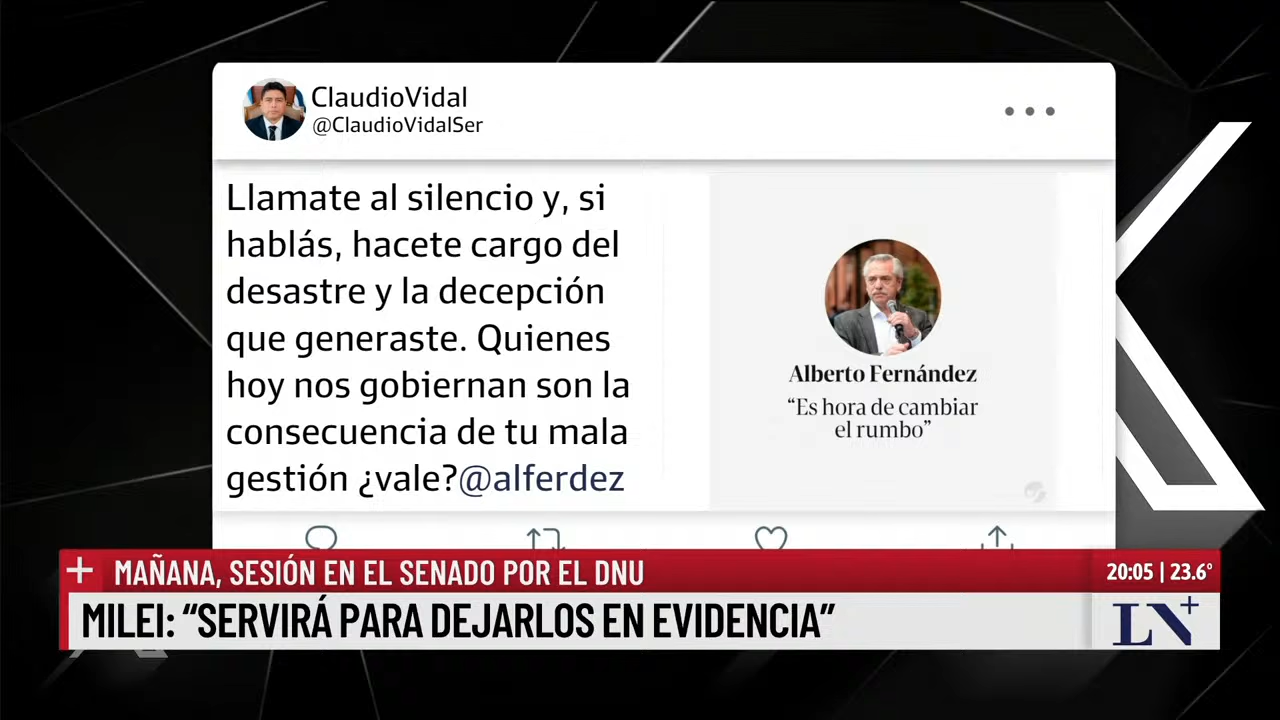 ClaudioVidal
@ClaudioVidalSer
Llamate al silencio y, si
hablás, hacete cargo del
desastre y la decepción
que generaste. Quienes
hoy nos gobiernan son la
consecuencia de tu mala
gestión ¿vale?@alferdez
Alberto Fernández
“Es hora de cambiar
el rumbo”
MAÑANA, SESIÓN EN EL SENADO POR EL DNU
20:05 | 23.6°
MILEI: “SERVIRÁ PARA DEJARLOS EN EVIDENCIA”
LN+